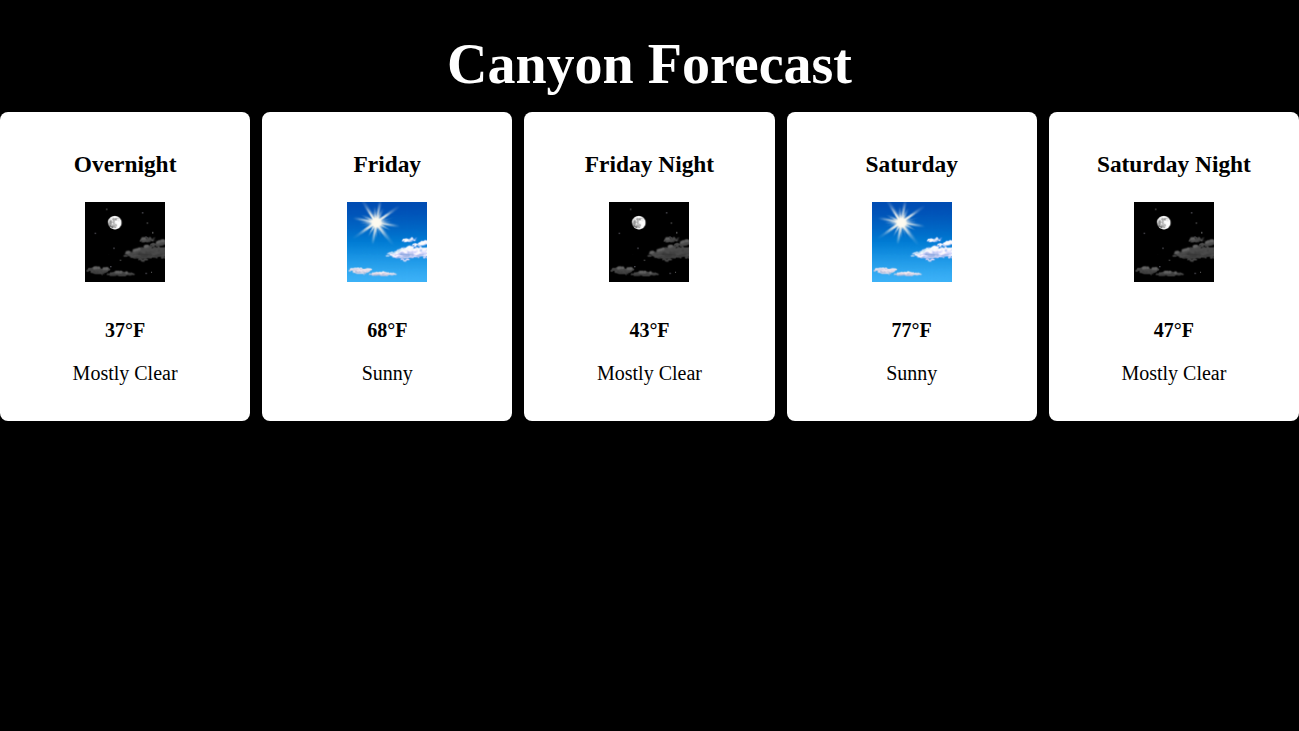 Canyon Forecast
Overnight
37°F
Mostly Clear
Friday
68°F
Sunny
Friday Night
43°F
Mostly Clear
Saturday
77°F
Sunny
Saturday Night
47°F
Mostly Clear